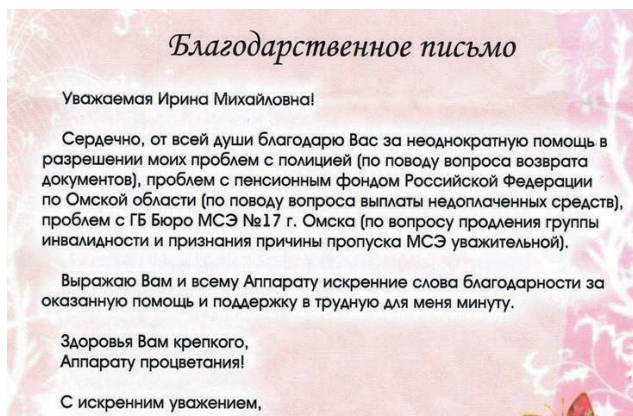 Благодарственное письмо
Уважаемая Ирина Михайловна!
Сердечно, от всей души благодарю Вас за неоднократную помощь в
разрешении моих проблем с полицией (по поводу вопроса возврата
документов), проблем с пенсионным фондом Российской Федерации
по Омской области (по поводу вопроса выплаты недоплаченных средств),
проблем с ГБ Бюро МСЭ №17 г. Омска (по вопросу продления группы
инвалидности и признания причины пропуска МСЭ уважительной).
Выражаю Вам и всему Аппарату искренние слова благодарности за
оказанную помощь и поддержку в трудную для меня минуту.
Здоровья Вам крепкого,
Аппарату процветания!
С искренним уважением,